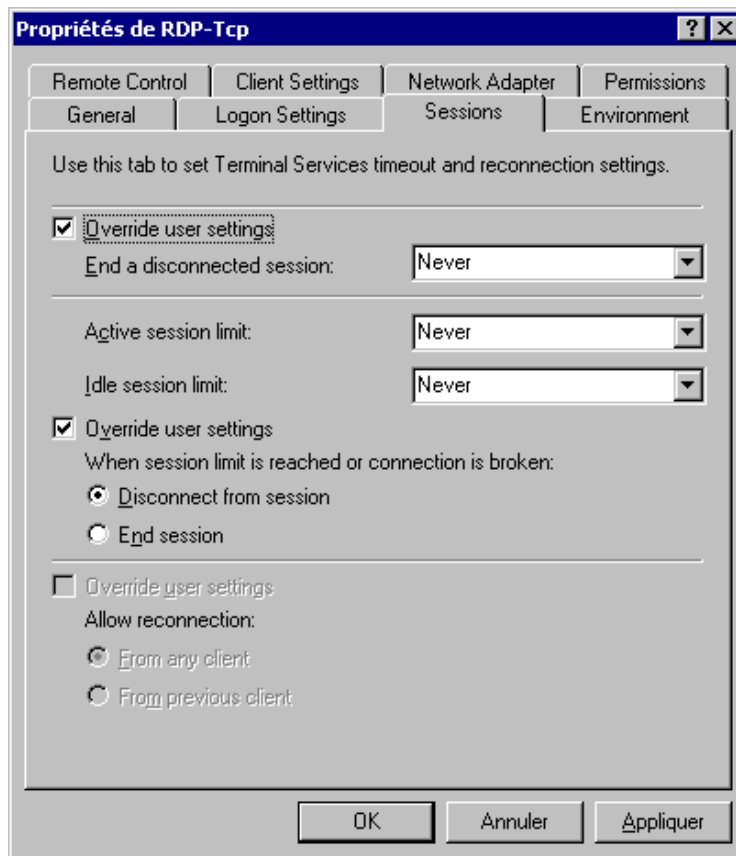 Propriétés de RDP-Tcp
Remote Control Client Settings Network Adapter Permissions
General Logon Settings Sessions Environment
Use this tab to set Terminal Services timeout and reconnection settings.
Override user settings
End a disconnected session: Never
Active session limit: Never
Idle session limit: Never
Override user settings
When session limit is reached or connection is broken:
Disconnect from session
End session
Override user settings
Allow reconnection:
From any client
From previous client
OK Annuler Appliquer